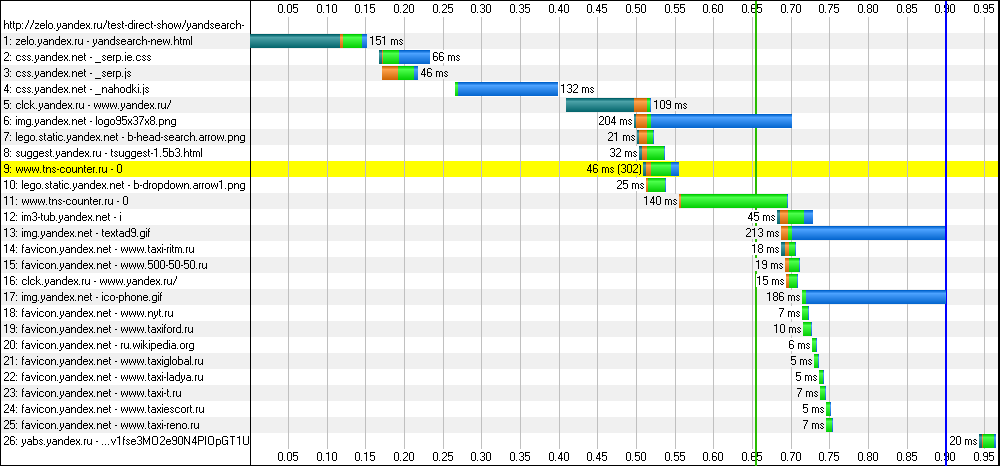 0.05 0.10 0.15 0.20 0.25 0.30 0.35 0.40 0.45 0.50 0.55 0.60 0.65 0.70 0.75 0.80 0.85 0.90 0.95
http://zelo.yandex.ru/test-direct-show/yandsearch-
1: zelo.yandex.ru - yandsearch-new.html 151 ms
2: css.yandex.net - _serp.ie.css 66 ms
3: css.yandex.net - _serp.js 46 ms
4: css.yandex.net - _nahodki.js 132 ms
5: clck.yandex.ru - www.yandex.ru/ 109 ms
6: img.yandex.net - logo95x37x8.png 204 ms
7: lego.static.yandex.net - b-head-search.arrow.png 21 ms
8: suggest.yandex.ru - tsuggest-1.5b3.html 32 ms
9: www.tns-counter.ru - 0 46 ms (302)
10: lego.static.yandex.net - b-dropdown.arrow1.png 25 ms
11: www.tns-counter.ru - 0 140 ms
12: im3-tub.yandex.net - i 45 ms
13: img.yandex.net - textad9.gif 213 ms
14: favicon.yandex.net - www.taxi-ritm.ru 18 ms
15: favicon.yandex.net - www.500-50-50.ru 19 ms
16: clck.yandex.ru - www.yandex.ru/ 15 ms
17: img.yandex.net - ico-phone.gif 186 ms
18: favicon.yandex.net - www.nyt.ru 7 ms
19: favicon.yandex.net - www.taxiford.ru 10 ms
20: favicon.yandex.net - ru.wikipedia.org 6 ms
21: favicon.yandex.net - www.taxiglobal.ru 5 ms
22: favicon.yandex.net - www.taxi-ladya.ru 5 ms
23: favicon.yandex.net - www.taxi-t.ru 7 ms
24: favicon.yandex.net - www.taxiescort.ru 5 ms
25: favicon.yandex.net - www.taxi-reno.ru 7 ms
26: yabs.yandex.ru - ...v1fse3MO2e90N4PIOpGT1U 20 ms
0.05 0.10 0.15 0.20 0.25 0.30 0.35 0.40 0.45 0.50 0.55 0.60 0.65 0.70 0.75 0.80 0.85 0.90 0.95